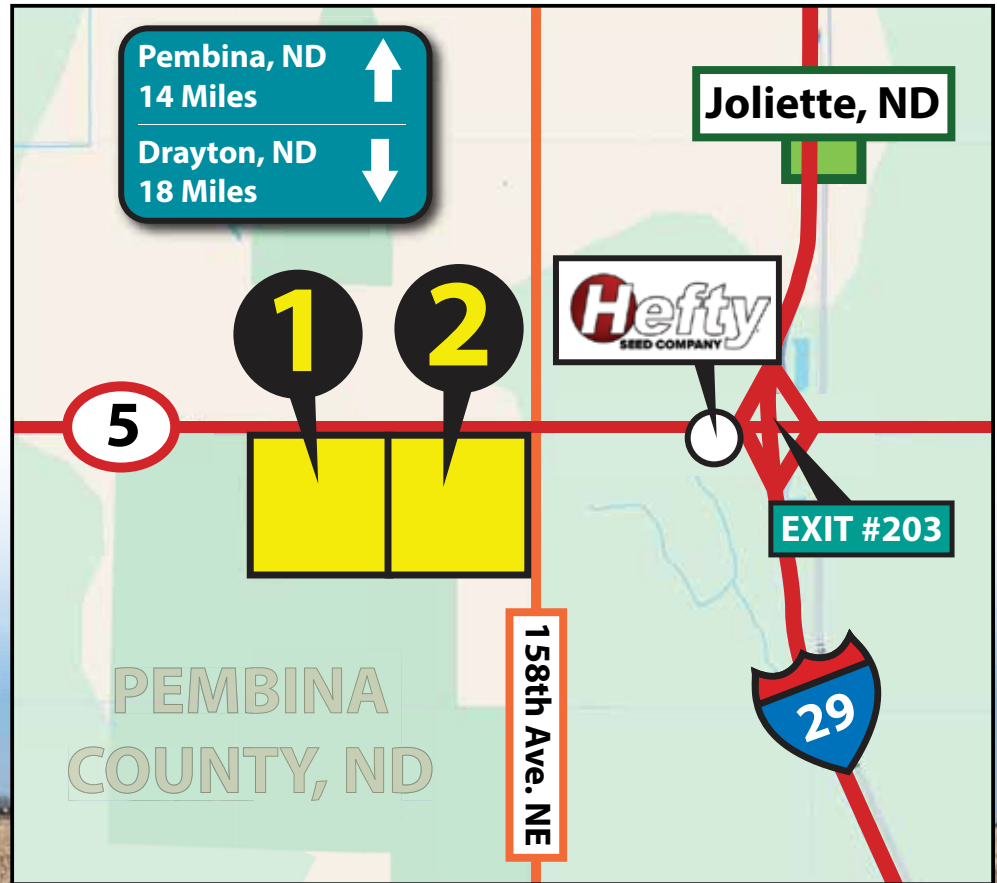 Pembina, ND
14 Miles
Drayton, ND
18 Miles
Joliette, ND
1
2
Hefty
SEED COMPANY
5
EXIT #203
158th Ave. NE
29
PEMBINA
COUNTY, ND